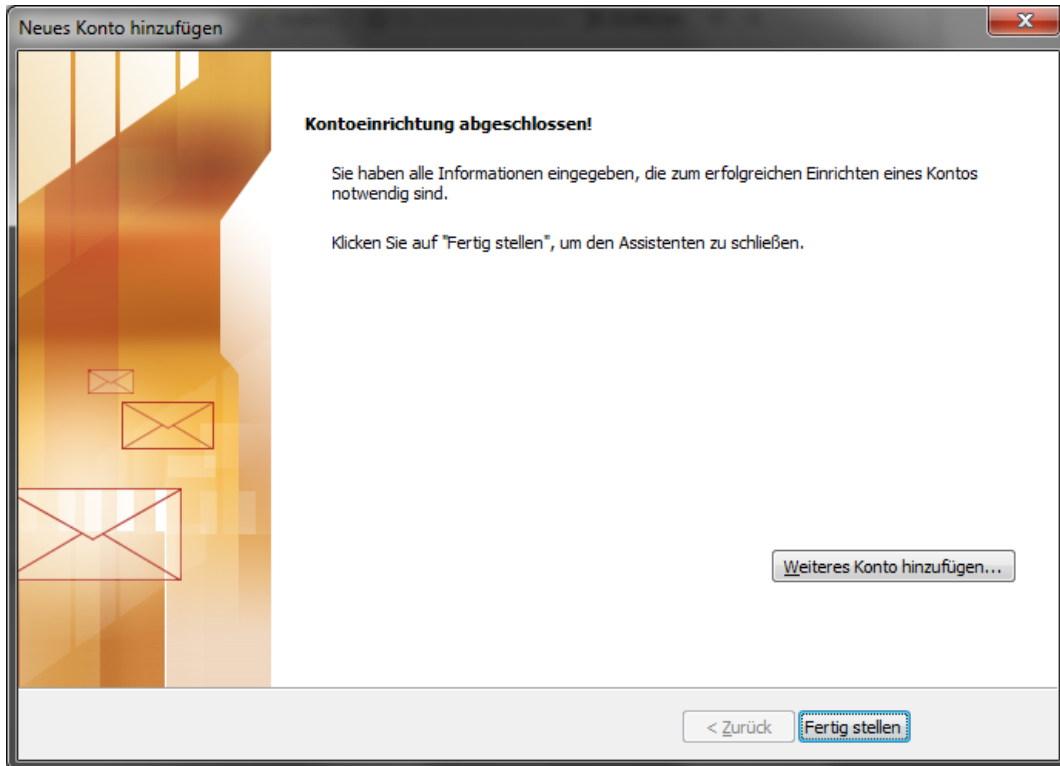 Neues Konto hinzufügen
Kontoeinrichtung abgeschlossen!
Sie haben alle Informationen eingegeben, die zum erfolgreichen Einrichten eines Kontos
notwendig sind.
Klicken Sie auf "Fertig stellen", um den Assistenten zu schließen.
Weiteres Konto hinzufügen...
< Zurück
Fertig stellen